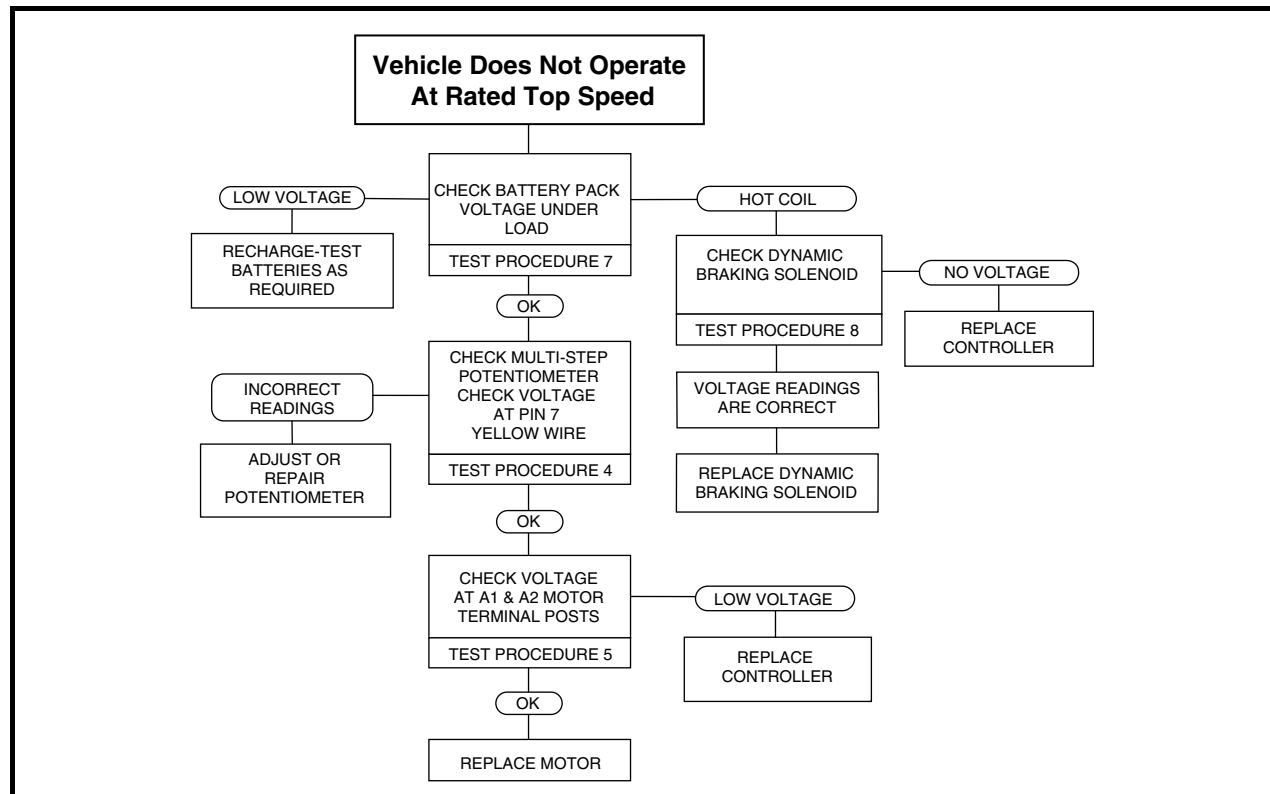 Vehicle Does Not Operate
At Rated Top Speed
CHECK BATTERY PACK
VOLTAGE UNDER
LOAD
TEST PROCEDURE 7
LOW VOLTAGE
RECHARGE-TEST
BATTERIES AS
REQUIRED
HOT COIL
CHECK DYNAMIC
BRAKING SOLENOID
TEST PROCEDURE 8
NO VOLTAGE
REPLACE
CONTROLLER
VOLTAGE READINGS
ARE CORRECT
REPLACE DYNAMIC
BRAKING SOLENOID
OK
CHECK MULTI-STEP
POTENTIOMETER
CHECK VOLTAGE
AT PIN 7
YELLOW WIRE
TEST PROCEDURE 4
INCORRECT
READINGS
ADJUST OR
REPAIR
POTENTIOMETER
OK
CHECK VOLTAGE
AT A1 & A2 MOTOR
TERMINAL POSTS
TEST PROCEDURE 5
LOW VOLTAGE
REPLACE
CONTROLLER
OK
REPLACE MOTOR